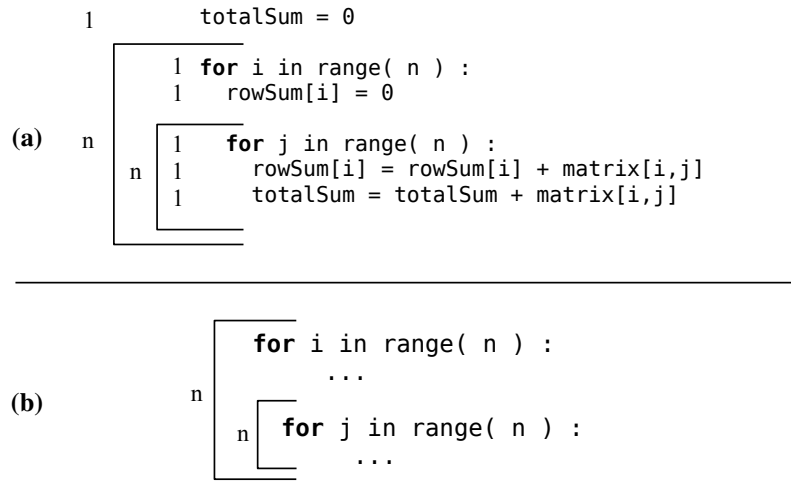 1 totalSum = 0
1 for i in range( n ) :
1 rowSum[i] = 0
(a) n
1 for j in range( n ) :
n 1 rowSum[i] = rowSum[i] + matrix[i,j]
1 totalSum = totalSum + matrix[i,j]
for i in range( n ) :
...
(b) n
n for j in range( n ) :
...